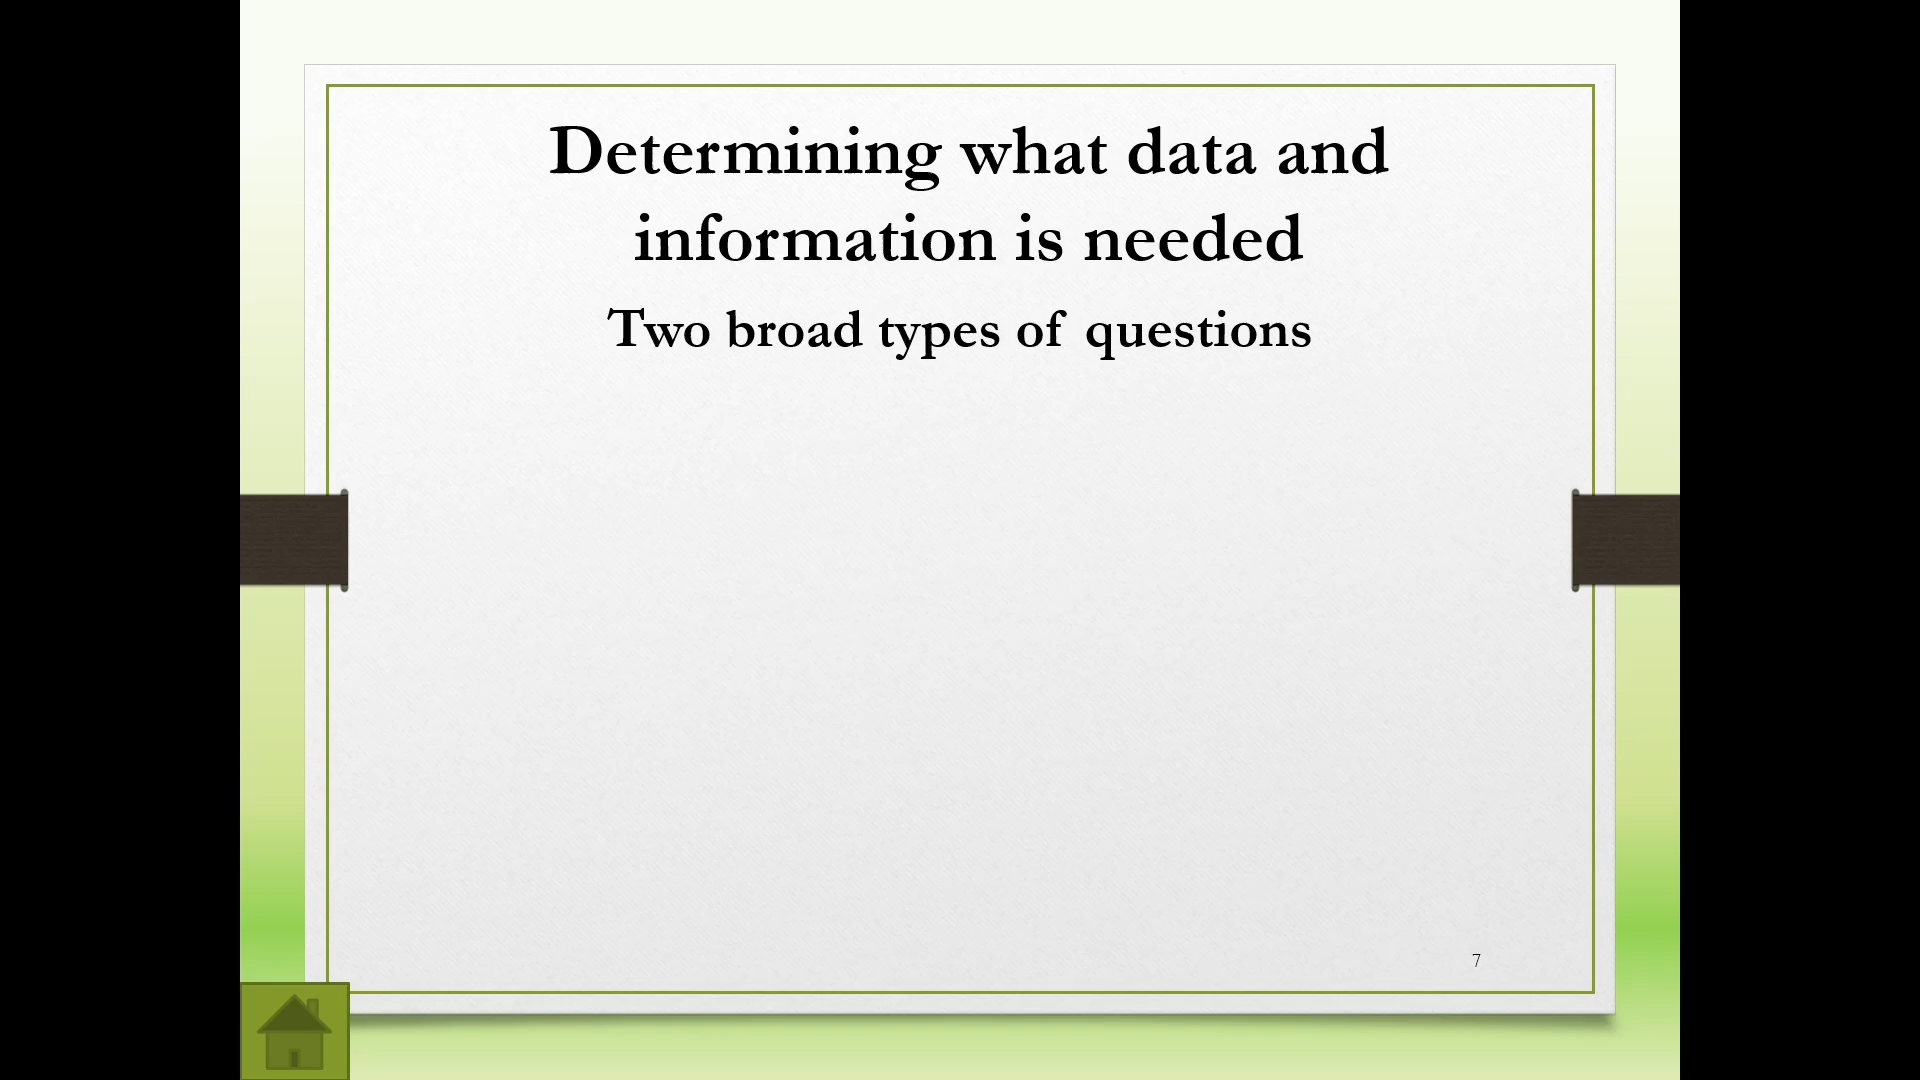 Determining what data and
information is needed
Two broad types of questions
7